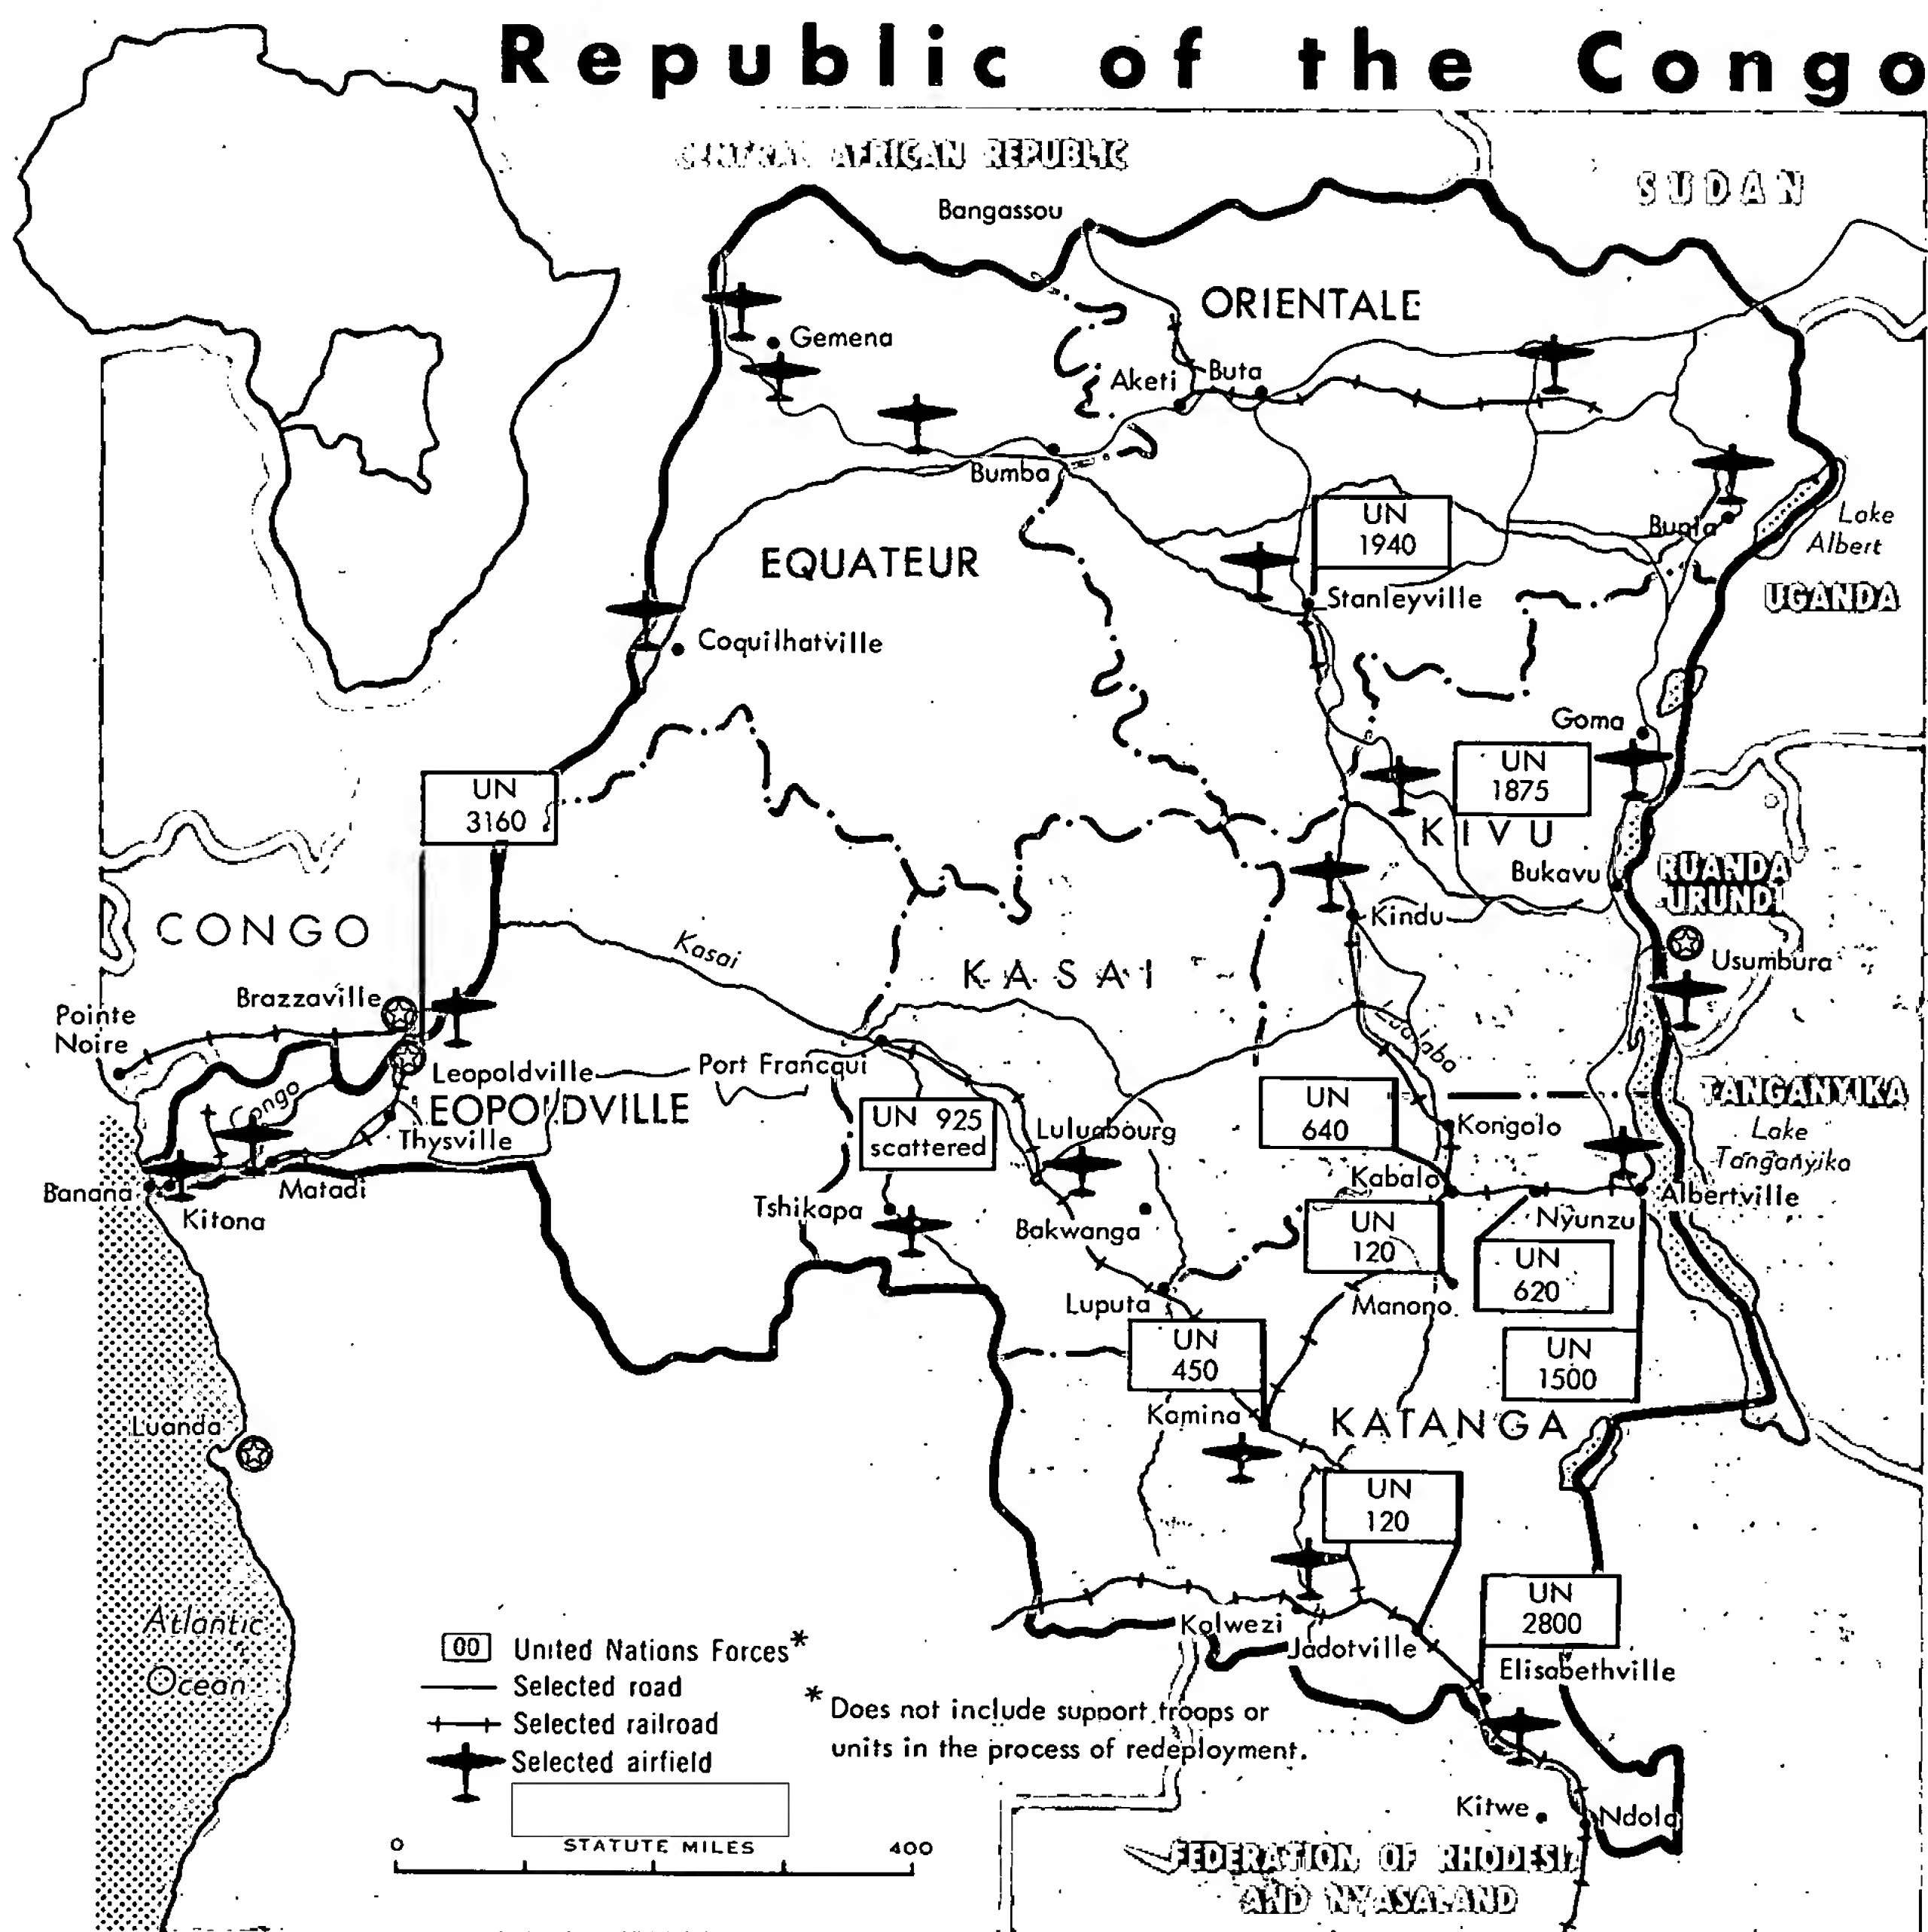 Republic of the Congo
CENTRAL AFRICAN REPUBLIC
SUDAN
Bangassou
ORIENTALE
Gemena
Aketi
Buta
Bumba
UN
1940
Bunia
Lake
Albert
EQUATEUR
UGANDA
Stanleyville
Coquilhatville
Goma
UN
3160
UN
1875
KIVU
Bukavu
RUANDA
URUNDI
CONGO
Kindu
Kasai
KASAI
Usumbura
Brazzaville
Pointe
Noire
Lualaba
Leopoldville
Port Francqui
Congo
LEOPOLDVILLE
UN
640
TANGANYIKA
Thysville
UN 925
scattered
Luluabourg
Kongolo
Lake
Tanganyika
Banana
Matadi
Kabalo
Albertville
Kitona
Tshikapa
Bakwanga
UN
120
Nyunzu
UN
620
Luputa
Manono
UN
450
UN
1500
Kamina
KATANGA
Luanda
UN
120
Atlantic
Ocean
Kolwezi
Jadotville
UN
2800
Elisabethville
00 United Nations Forces*
Selected road
Selected railroad
Selected airfield
* Does not include support troops or
units in the process of redeployment.
Kitwe
Ndola
0 STATUTE MILES 400
FEDERATION OF RHODESIA
AND NYASALAND